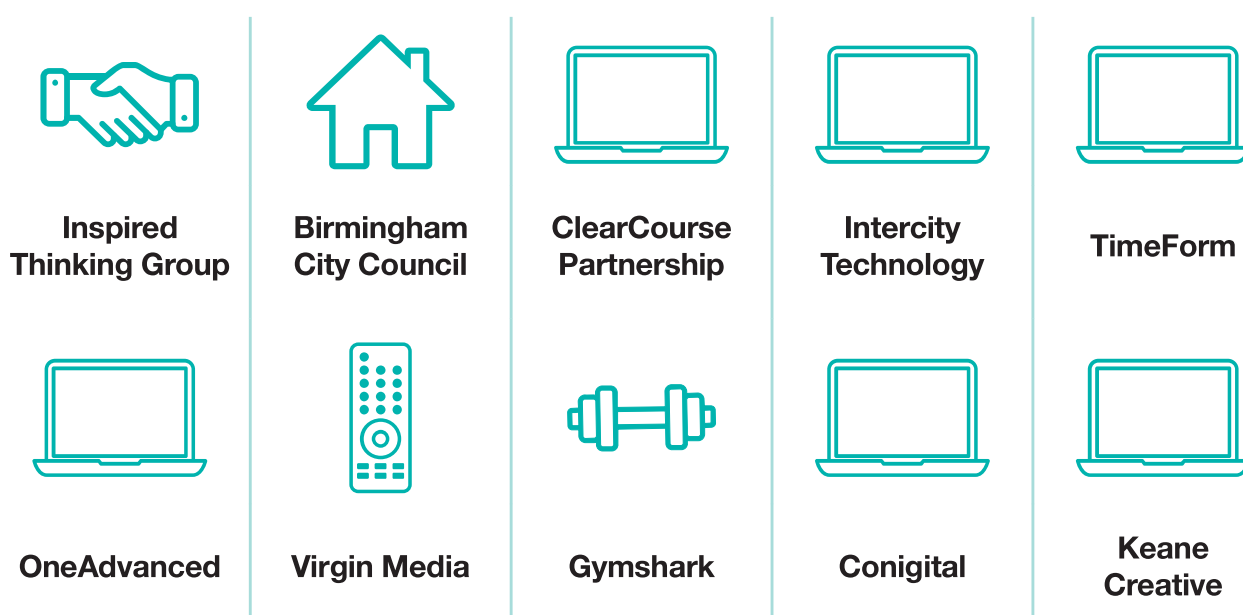 Inspired
Thinking Group
Birmingham
City Council
ClearCourse
Partnership
Intercity
Technology
TimeForm
OneAdvanced
Virgin Media
Gymshark
Conigital
Keane
Creative